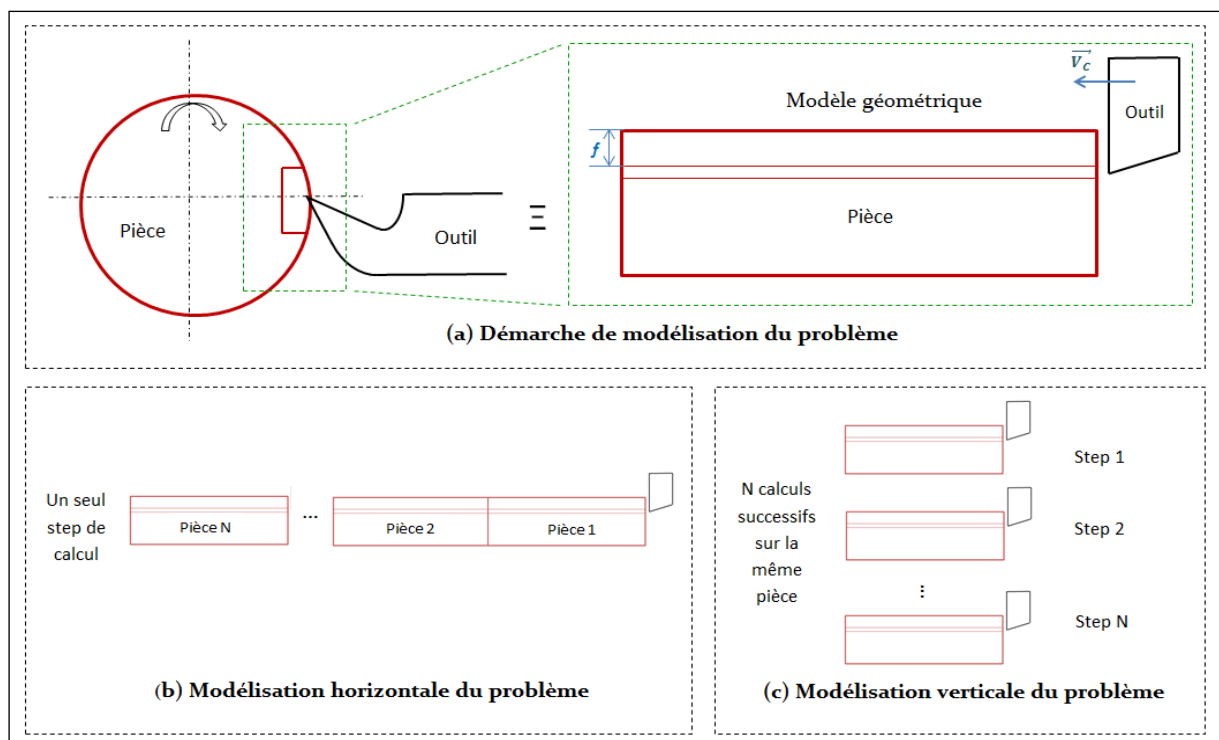 Pièce
Outil
Ξ
Modèle géométrique
f
Pièce
V_c
Outil
(a) Démarche de modélisation du problème
Un seul
step de
calcul
Pièce N
...
Pièce 2
Pièce 1
(b) Modélisation horizontale du problème
N calculs
successifs
sur la
même
pièce
Step 1
Step 2
⋮
Step N
(c) Modélisation verticale du problème